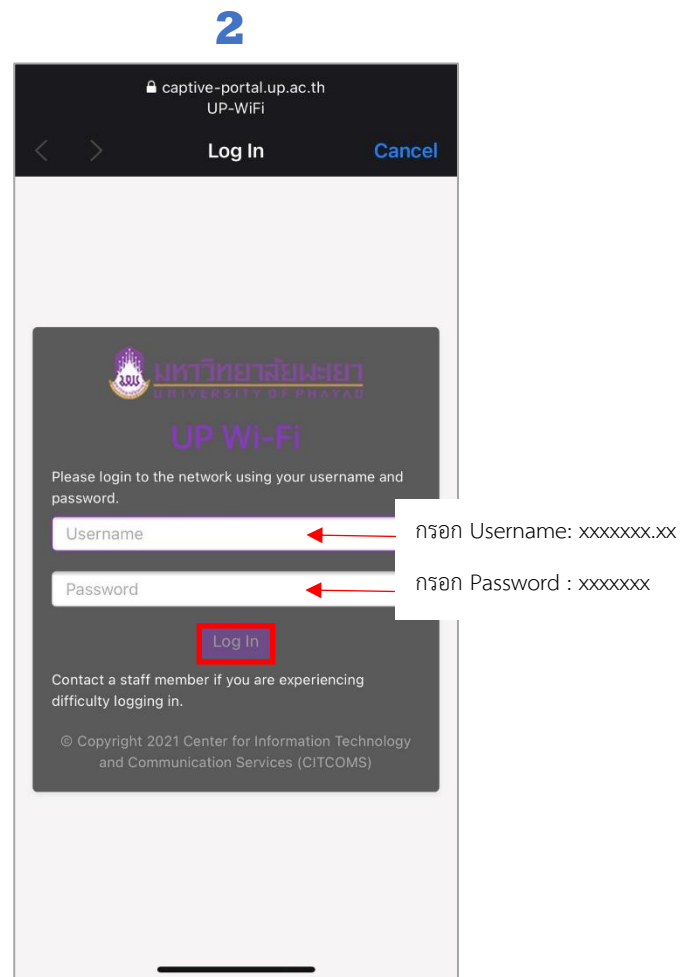 2
captive-portal.up.ac.th
UP-WiFi
Log In
Cancel
มหาวิทยาลัยพะเยา
UNIVERSITY OF PHAYAO
UP Wi-Fi
Please login to the network using your username and
password.
Username
กรอก Username: xxxxxxx.xx
Password
กรอก Password : xxxxxxx
Log In
Contact a staff member if you are experiencing
difficulty logging in.
© Copyright 2021 Center for Information Technology
and Communication Services (CITCOMS)